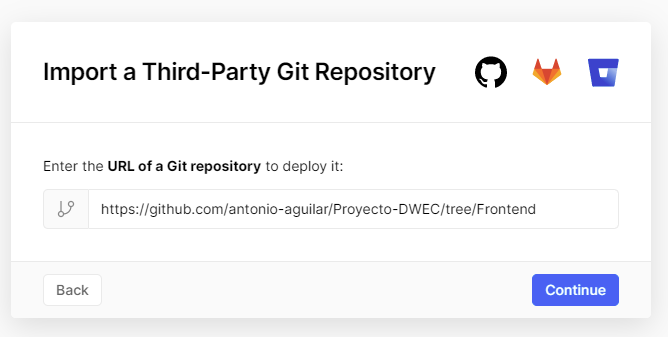 Import a Third-Party Git Repository
Enter the URL of a Git repository to deploy it:
https://github.com/antonio-aguilar/Proyecto-DWEC/tree/Frontend
Back
Continue